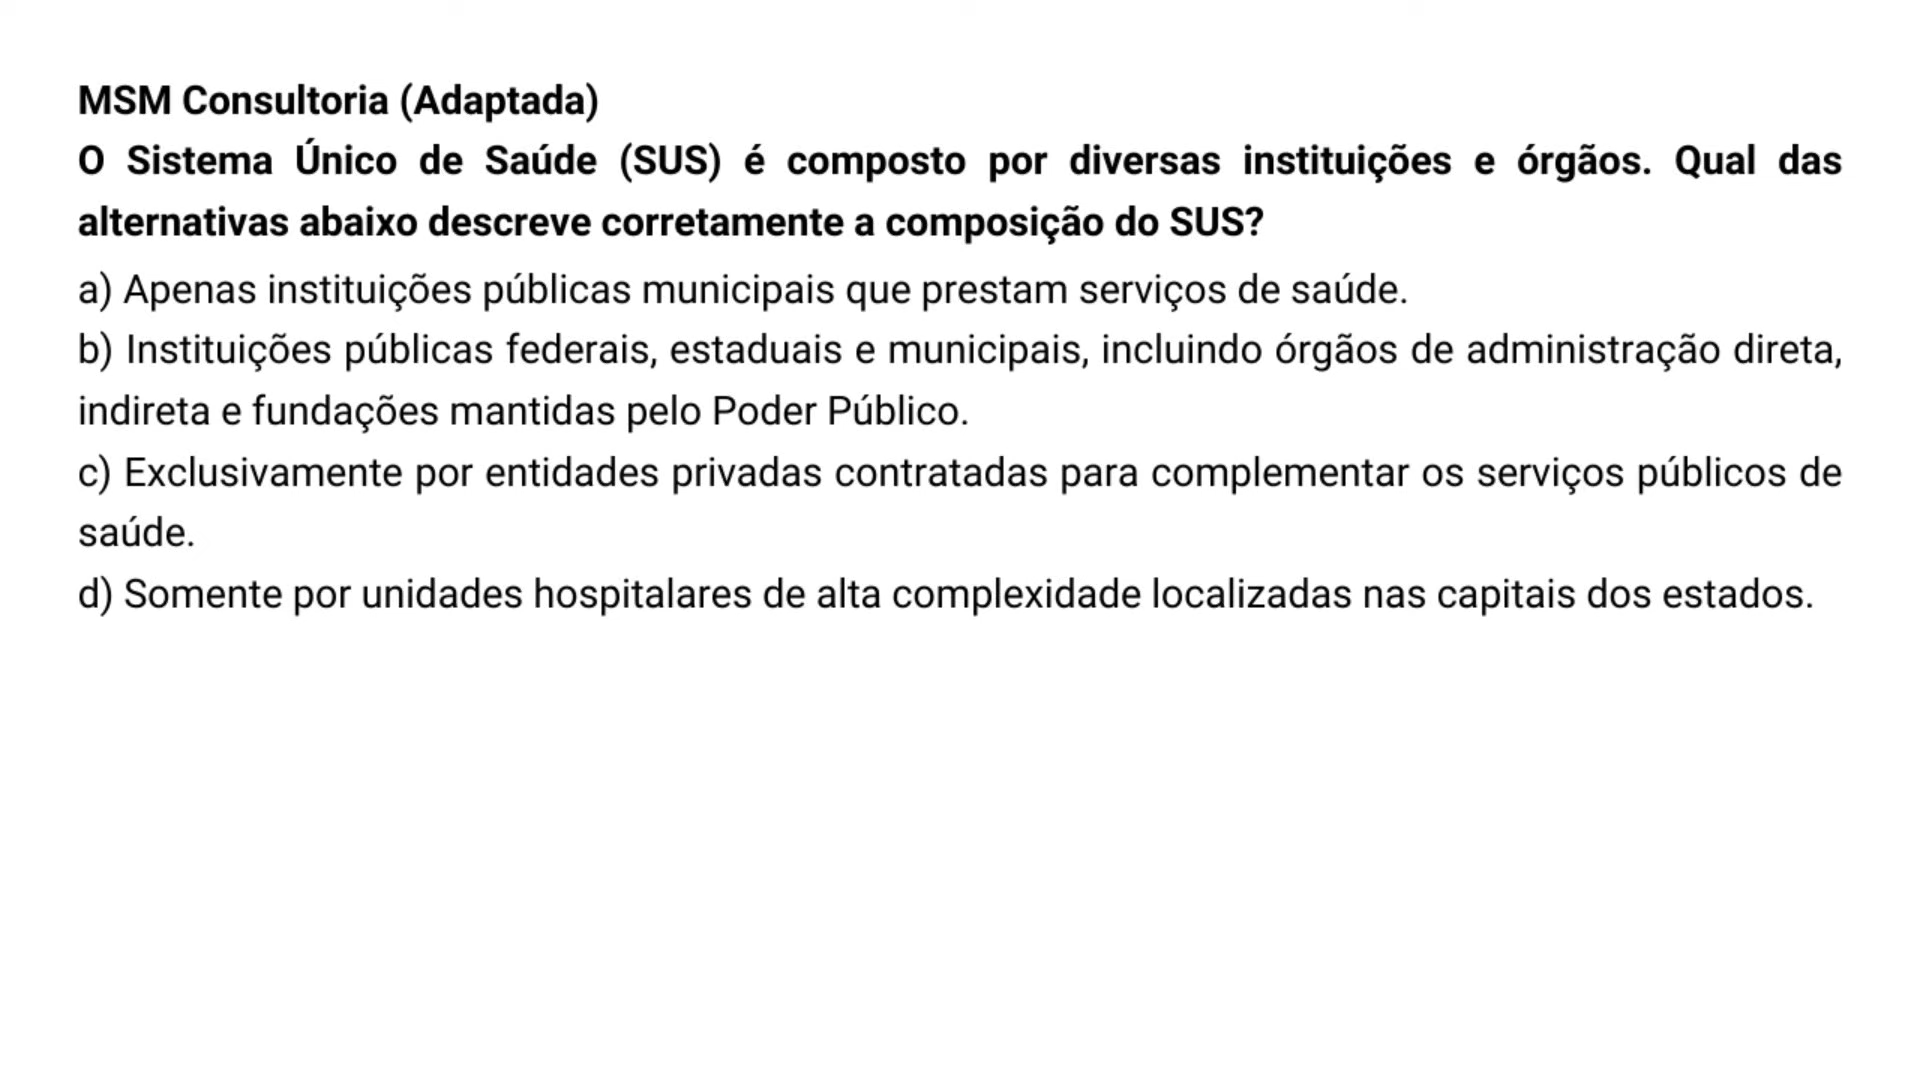 MSM Consultoria (Adaptada)
O Sistema Único de Saúde (SUS) é composto por diversas instituições e órgãos. Qual das
alternativas abaixo descreve corretamente a composição do SUS?
a) Apenas instituições públicas municipais que prestam serviços de saúde.
b) Instituições públicas federais, estaduais e municipais, incluindo órgãos de administração direta,
indireta e fundações mantidas pelo Poder Público.
c) Exclusivamente por entidades privadas contratadas para complementar os serviços públicos de
saúde.
d) Somente por unidades hospitalares de alta complexidade localizadas nas capitais dos estados.